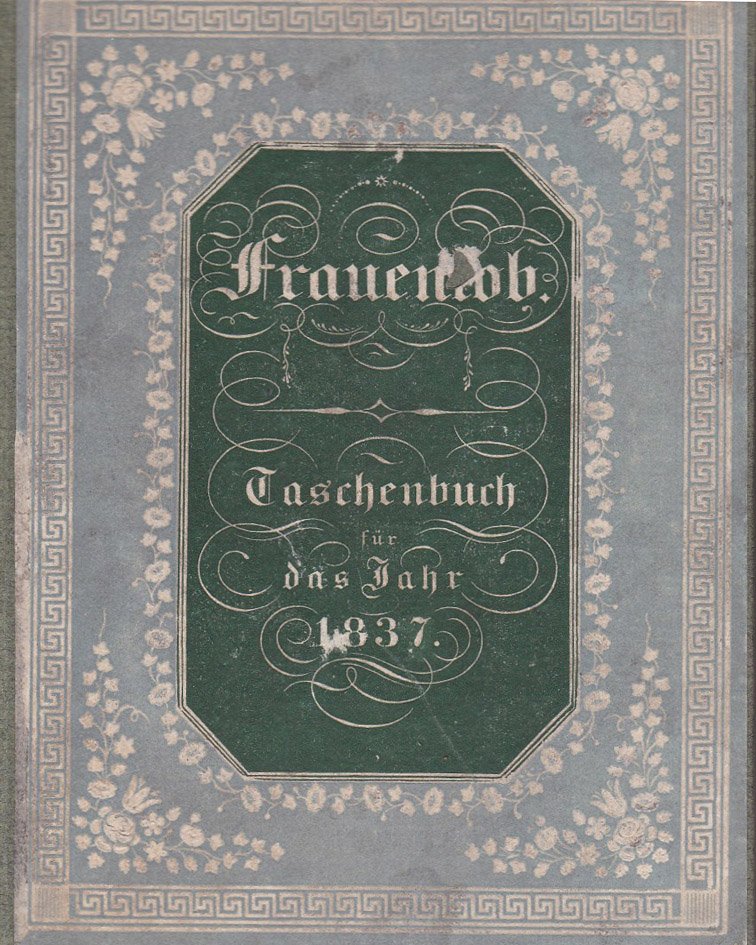 Frauenlob.
Taschenbuch
für
das Jahr
1837.